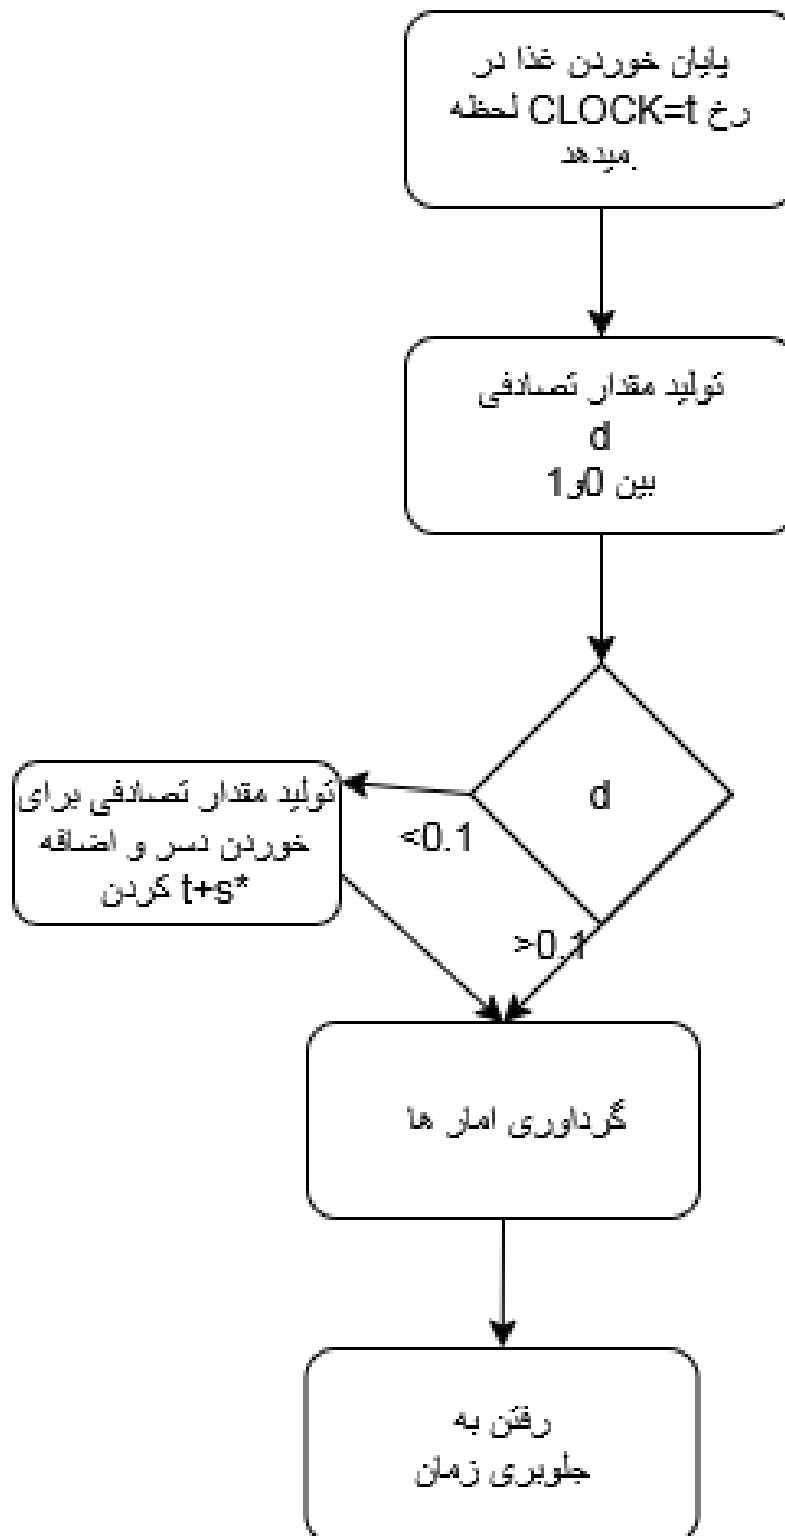 پایان خوردن غذا در
لحظه CLOCK=t رخ
میدهد.
تولید مقدار تصادفی
d
بین 0و1
d
<0.1
تولید مقدار تصادفی برای
خوردن دسر و اضافه
کردن t+s*
>0.1
گرداوری امار ها
رفتن به
جلوبری زمان